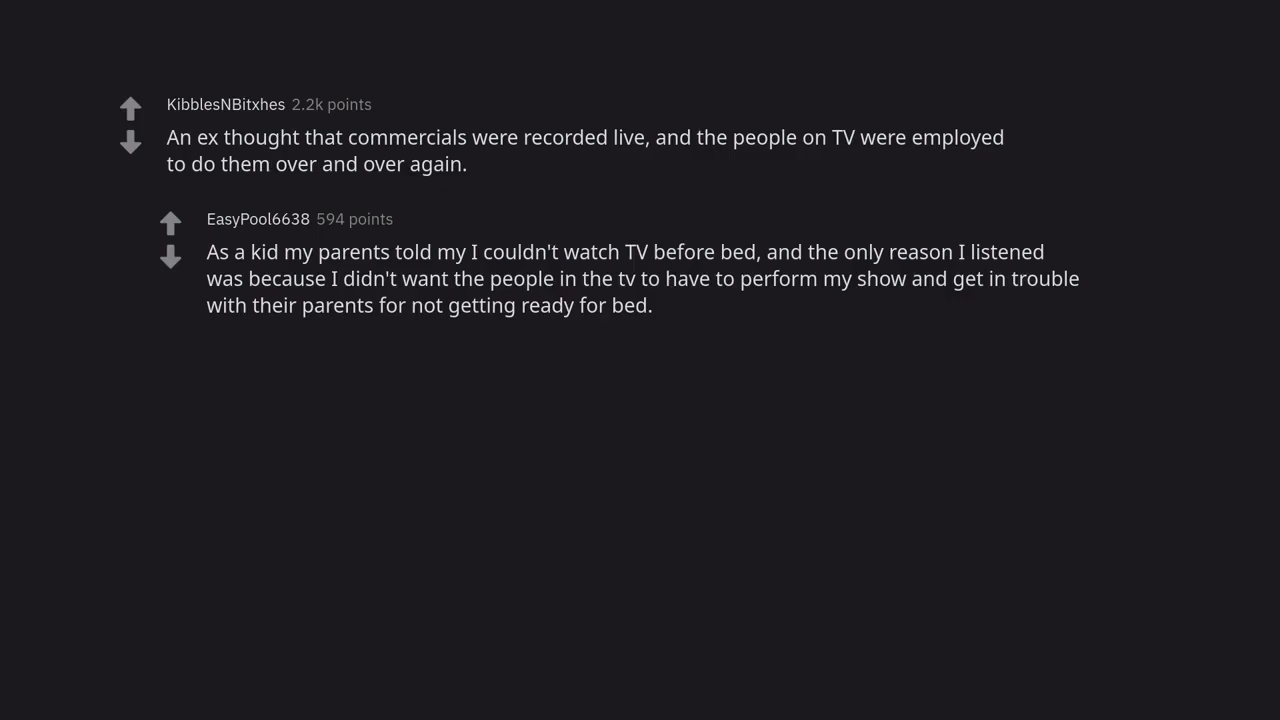 KibblesNBitxhes 2.2k points
An ex thought that commercials were recorded live, and the people on TV were employed
to do them over and over again.
EasyPool6638 594 points
As a kid my parents told my I couldn't watch TV before bed, and the only reason I listened
was because I didn't want the people in the tv to have to perform my show and get in trouble
with their parents for not getting ready for bed.